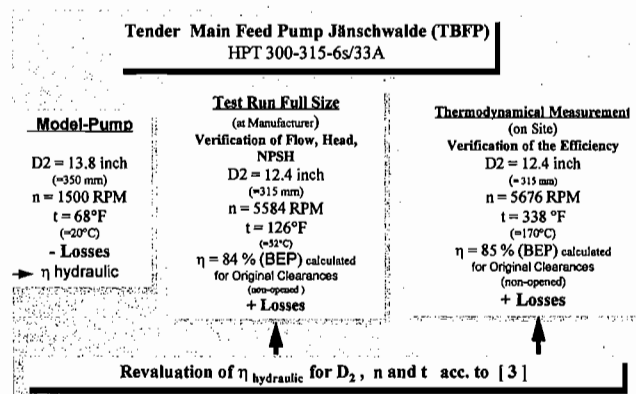 Tender Main Feed Pump Jänschwalde (TBFP)
HPT 300-315-6s/33A
Model-Pump
D2 = 13.8 inch
(=350 mm)
n = 1500 RPM
t = 68°F
(=20°C)
- Losses
η hydraulic
Test Run Full Size
(at Manufacturer)
Verification of Flow, Head,
NPSH
D2 = 12.4 inch
(=315 mm)
n = 5584 RPM
t = 126°F
(=52°C)
η = 84 % (BEP) calculated
for Original Clearances
(non-opened )
+ Losses
Thermodynamical Measurement
(on Site)
Verification of the Efficiency
D2 = 12.4 inch
(=315 mm)
n = 5676 RPM
t = 338 °F
(=170°C)
η = 85 % (BEP) calculated
for Original Clearances
(non-opened)
+ Losses
Revaluation of η hydraulic for D2 , n and t acc. to [3]